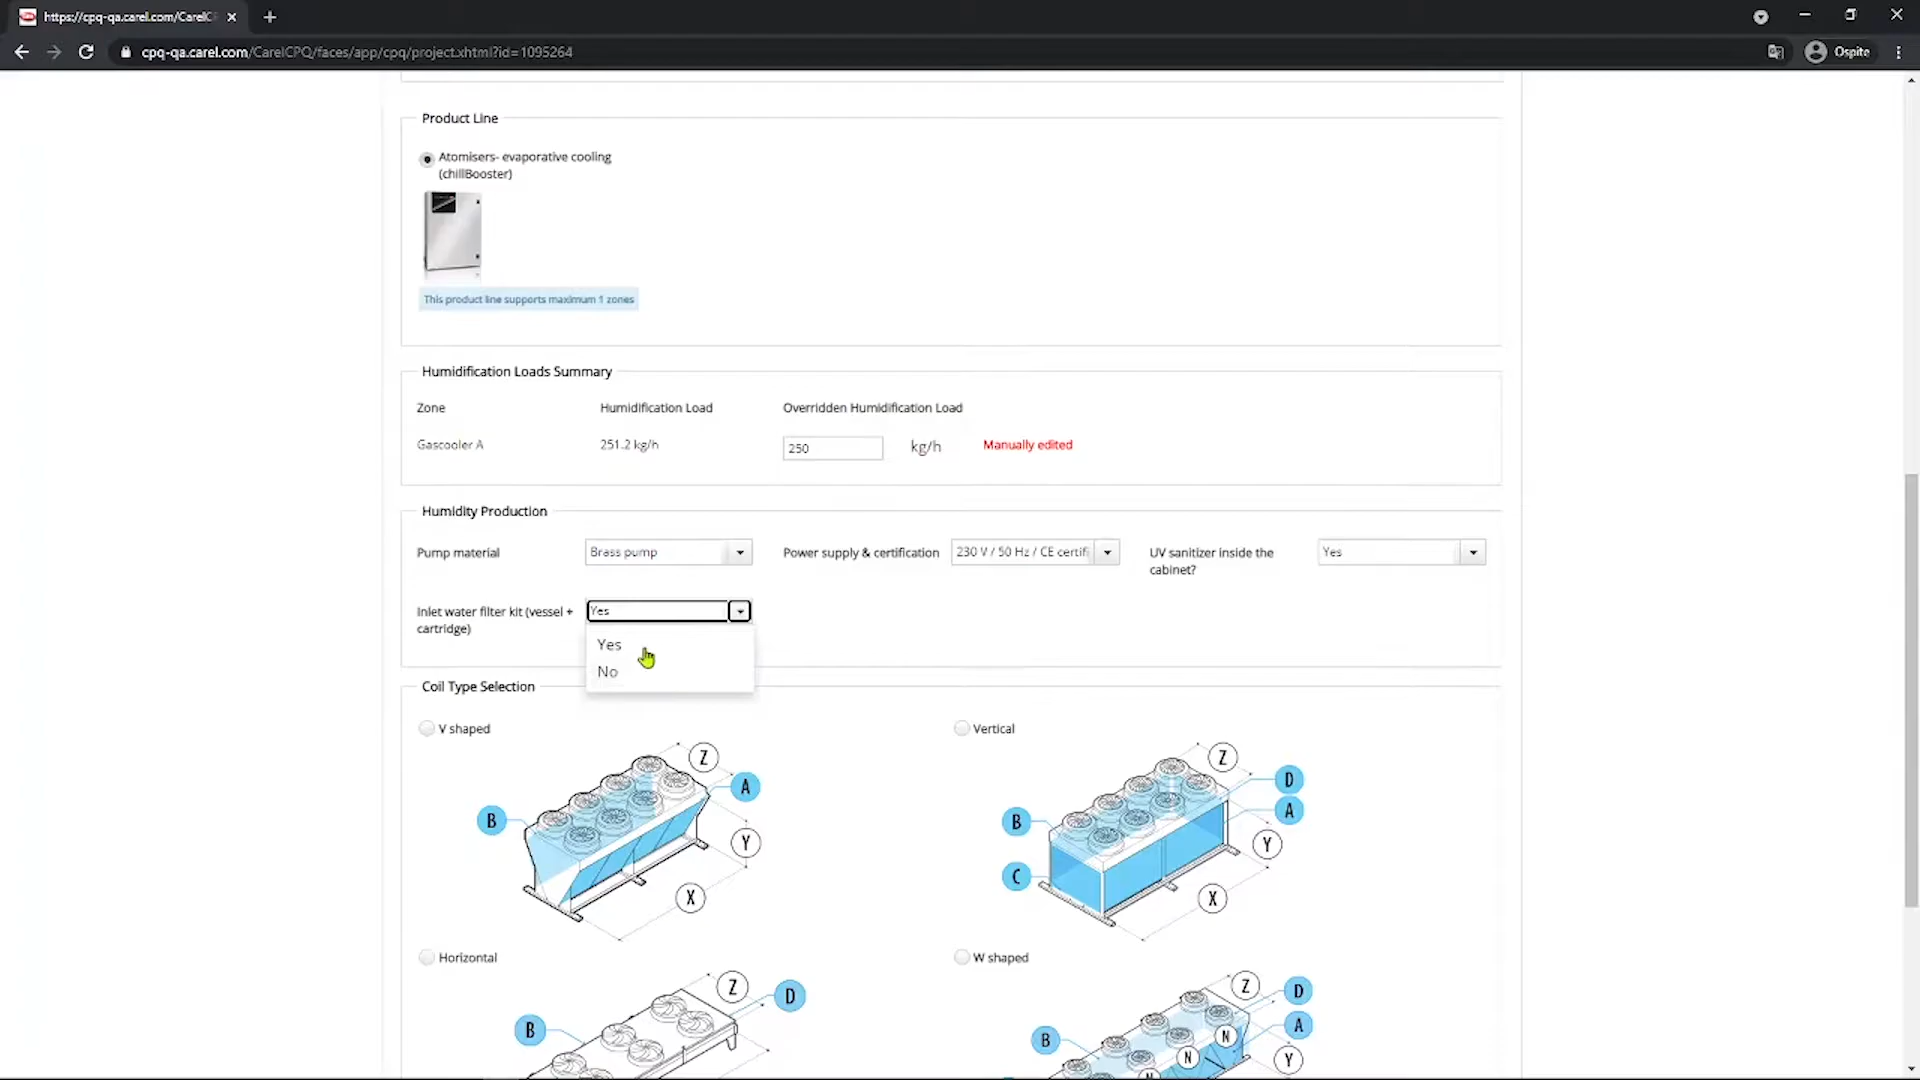 https://cpq-qa.carel.com/CarelC
cpq-qa.carel.com/CarelCPQ/faces/app/cpq/project.xhtml?id=1095264
Ospite
Product Line
Atomisers- evaporative cooling
(chillBooster)
This product line supports maximum 1 zones
Humidification Loads Summary
Zone
Humidification Load
Overridden Humidification Load
Gascooler A
251.2 kg/h
250
kg/h
Manually edited
Humidity Production
Pump material
Brass pump
Power supply & certification
230 V / 50 Hz / CE certifi
UV sanitizer inside the
cabinet?
Yes
Inlet water filter kit (vessel +
cartridge)
Yes
Yes
No
Coil Type Selection
V shaped
Z
A
B
Y
X
Vertical
Z
D
A
B
Y
C
X
Horizontal
Z
D
B
W shaped
Z
D
A
B
N
N
N
Y